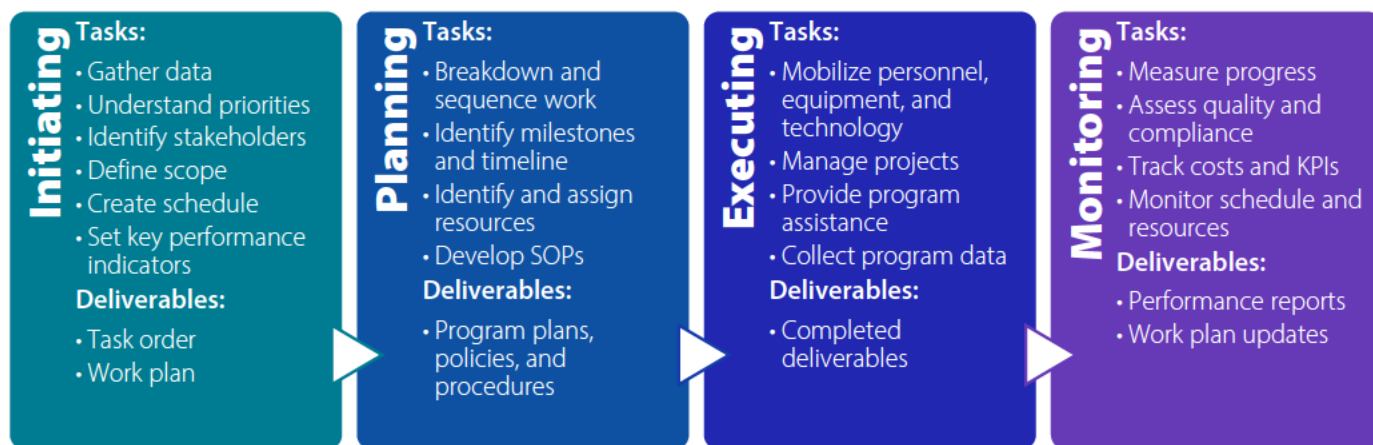 Initiating
Tasks:
• Gather data
• Understand priorities
• Identify stakeholders
• Define scope
• Create schedule
• Set key performance
indicators
Deliverables:
• Task order
• Work plan
Planning
Tasks:
• Breakdown and
sequence work
• Identify milestones
and timeline
• Identify and assign
resources
• Develop SOPs
Deliverables:
• Program plans,
policies, and
procedures
Executing
Tasks:
• Mobilize personnel,
equipment, and
technology
• Manage projects
• Provide program
assistance
• Collect program data
Deliverables:
• Completed
deliverables
Monitoring
Tasks:
• Measure progress
• Assess quality and
compliance
• Track costs and KPIs
• Monitor schedule and
resources
Deliverables:
• Performance reports
• Work plan updates